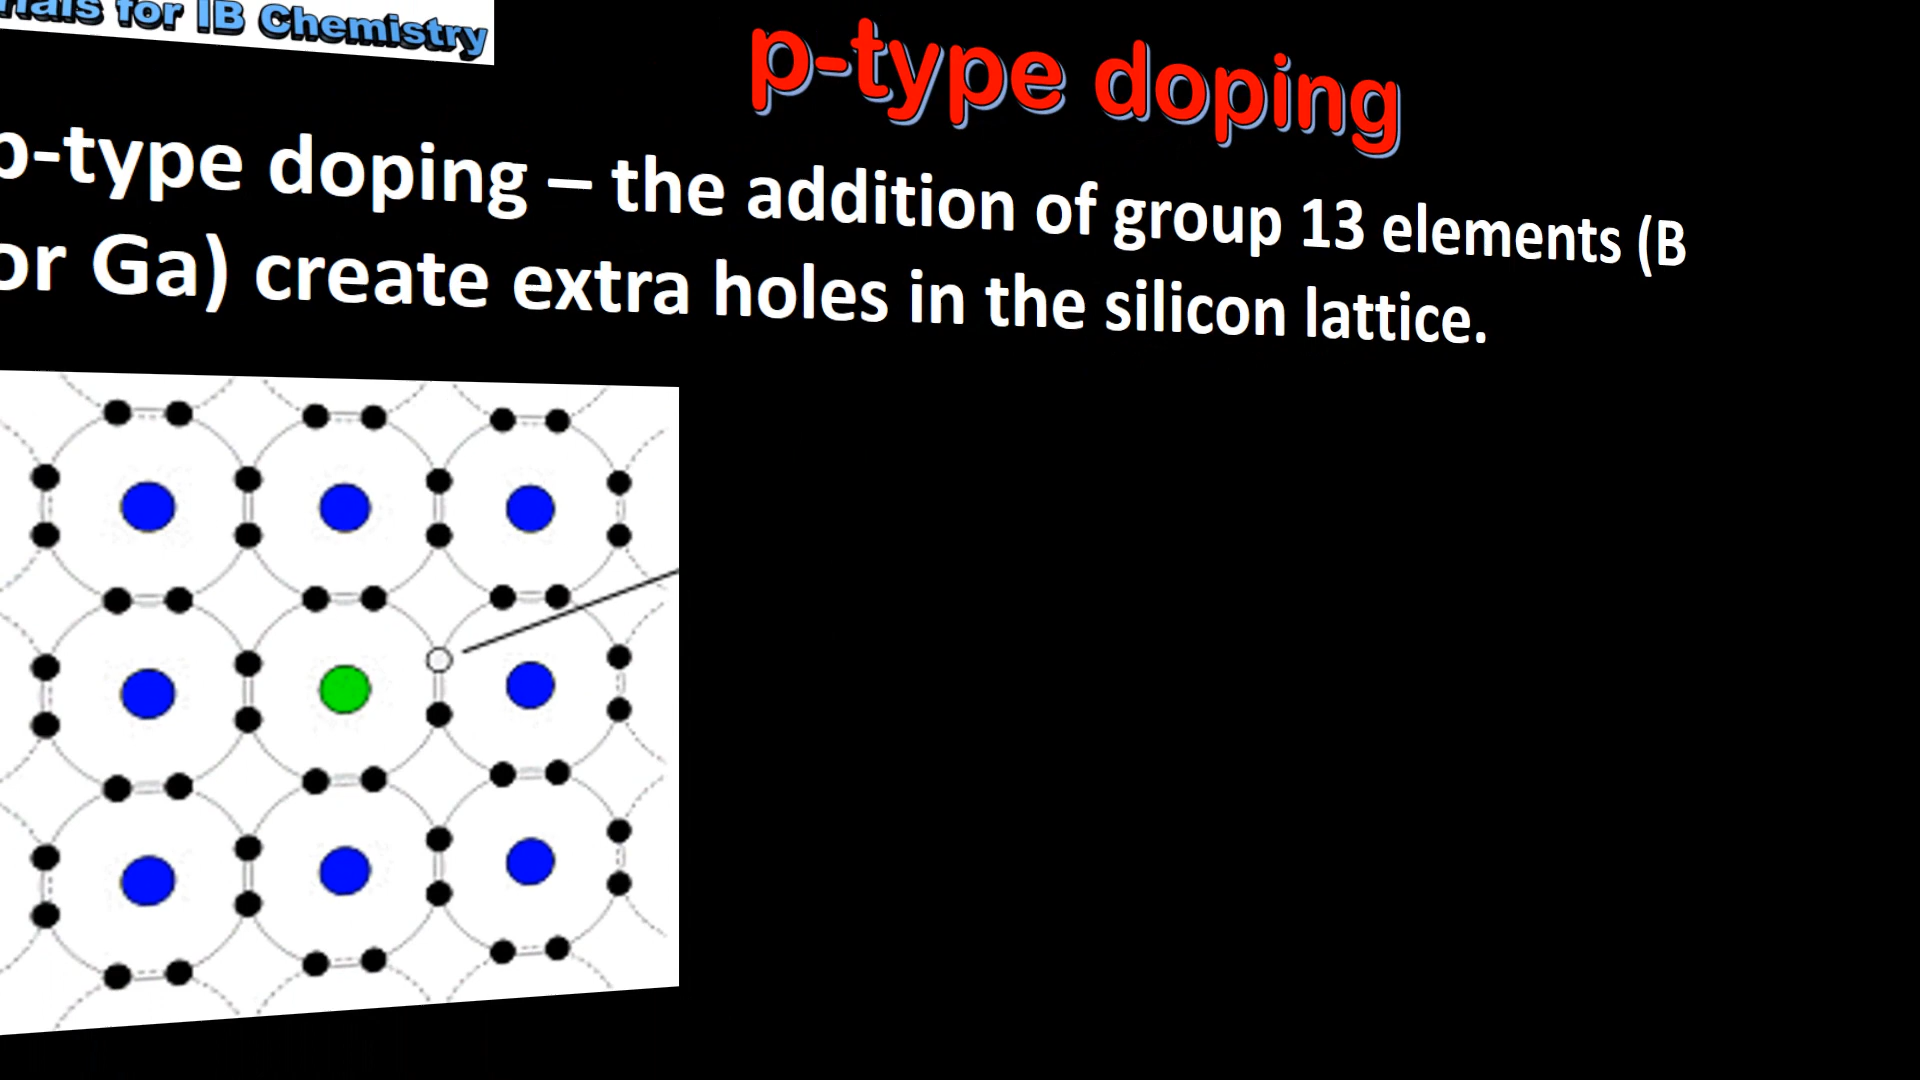 for IB Chemistry
p-type doping
p-type doping – the addition of group 13 elements (B
or Ga) create extra holes in the silicon lattice.